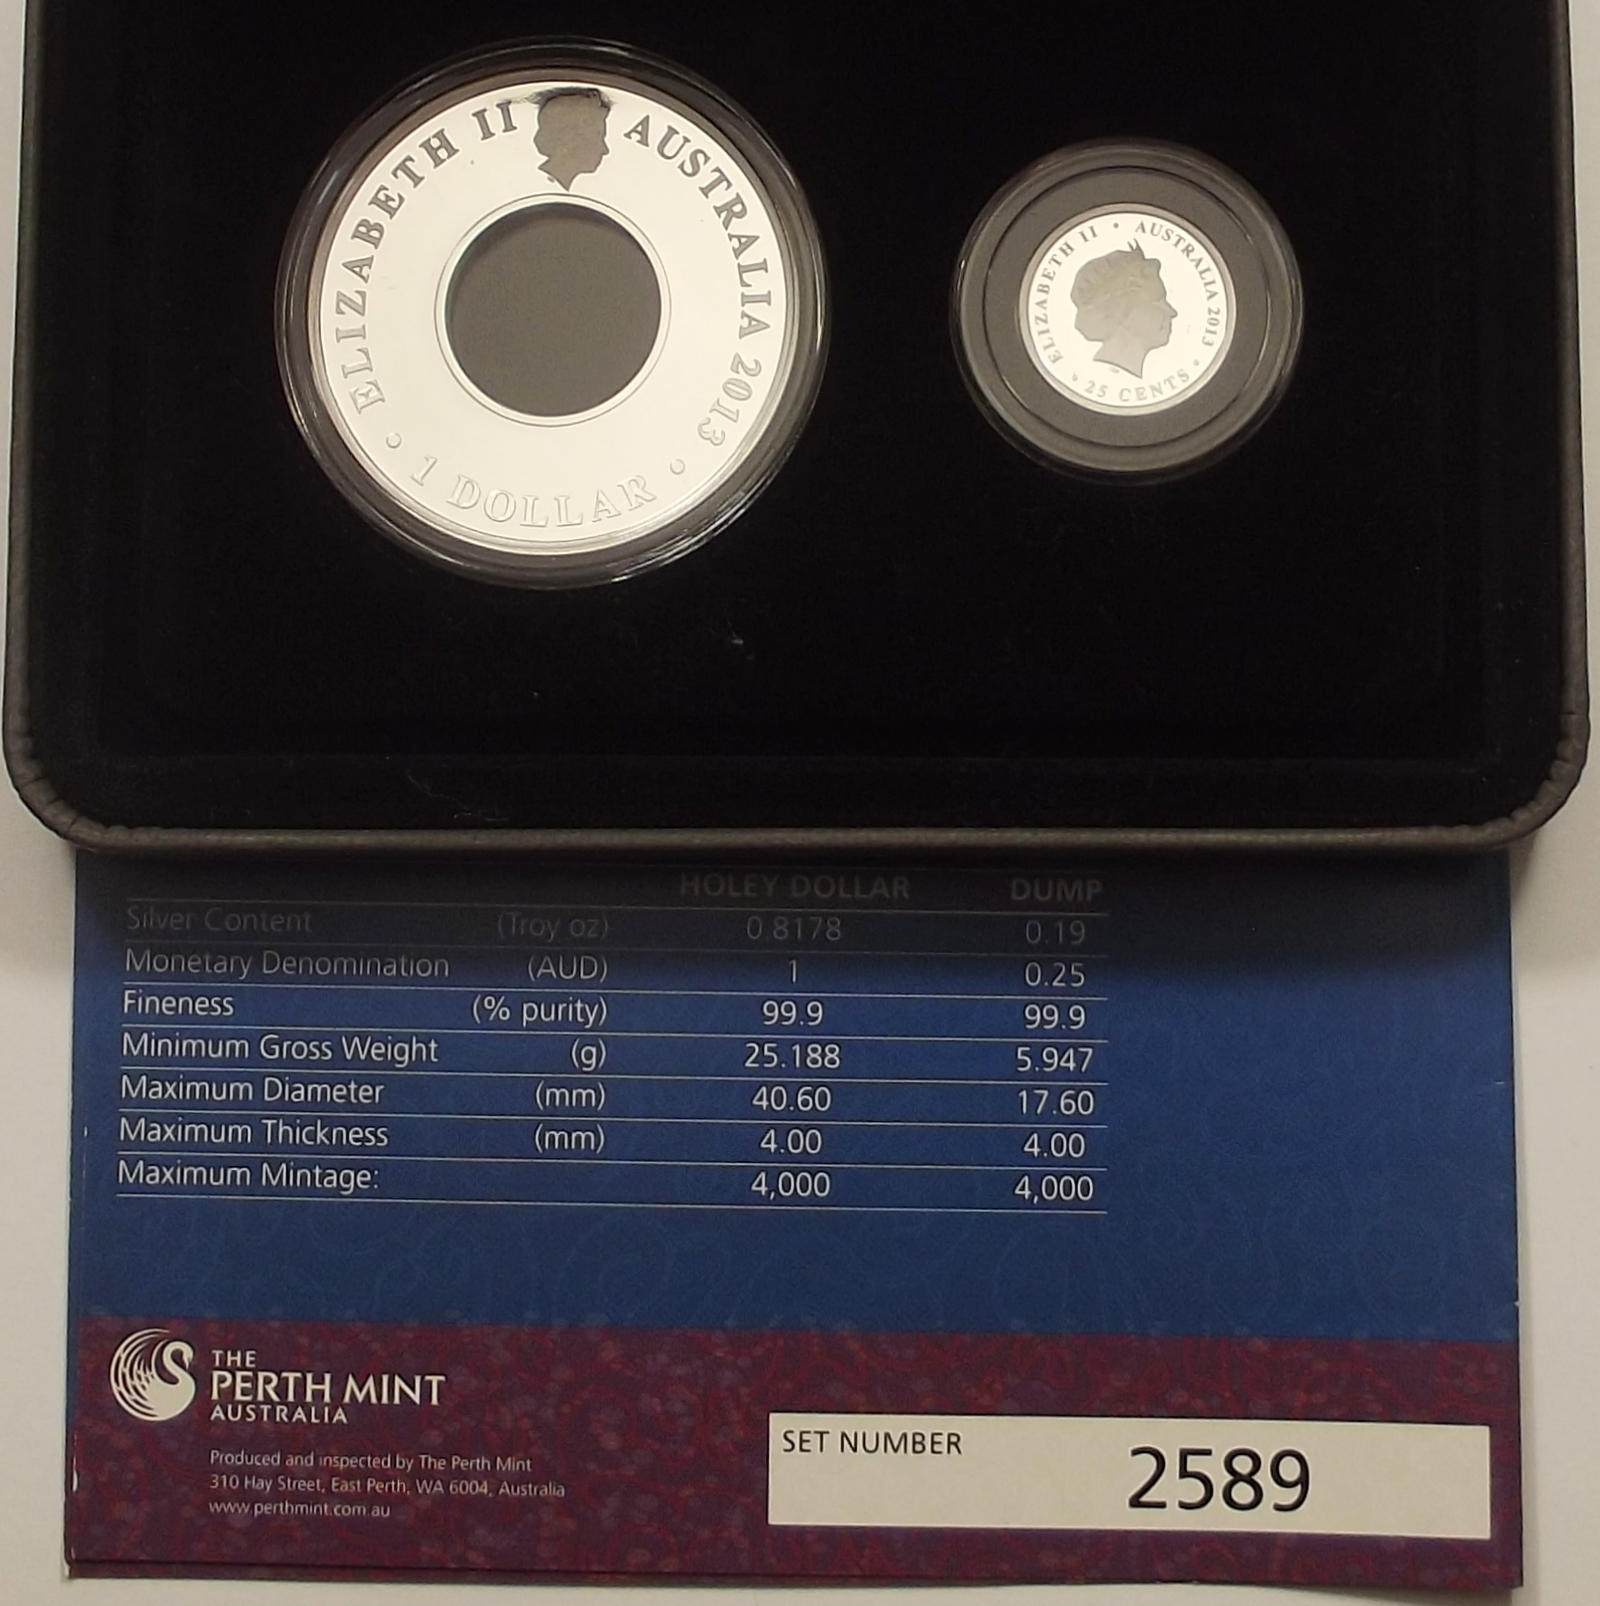 ELIZABETH II AUSTRALIA 2013
1 DOLLAR
ELIZABETH II • AUSTRALIA 2013
• 25 CENTS •
HOLEY DOLLAR DUMP
Silver Content (Troy oz) 0.8178 0.19
Monetary Denomination (AUD) 1 0.25
Fineness (% purity) 99.9 99.9
Minimum Gross Weight (g) 25.188 5.947
Maximum Diameter (mm) 40.60 17.60
Maximum Thickness (mm) 4.00 4.00
Maximum Mintage: 4,000 4,000
THE
PERTH MINT
AUSTRALIA
Produced and inspected by The Perth Mint
310 Hay Street, East Perth, WA 6004, Australia
www.perthmint.com.au
SET NUMBER 2589